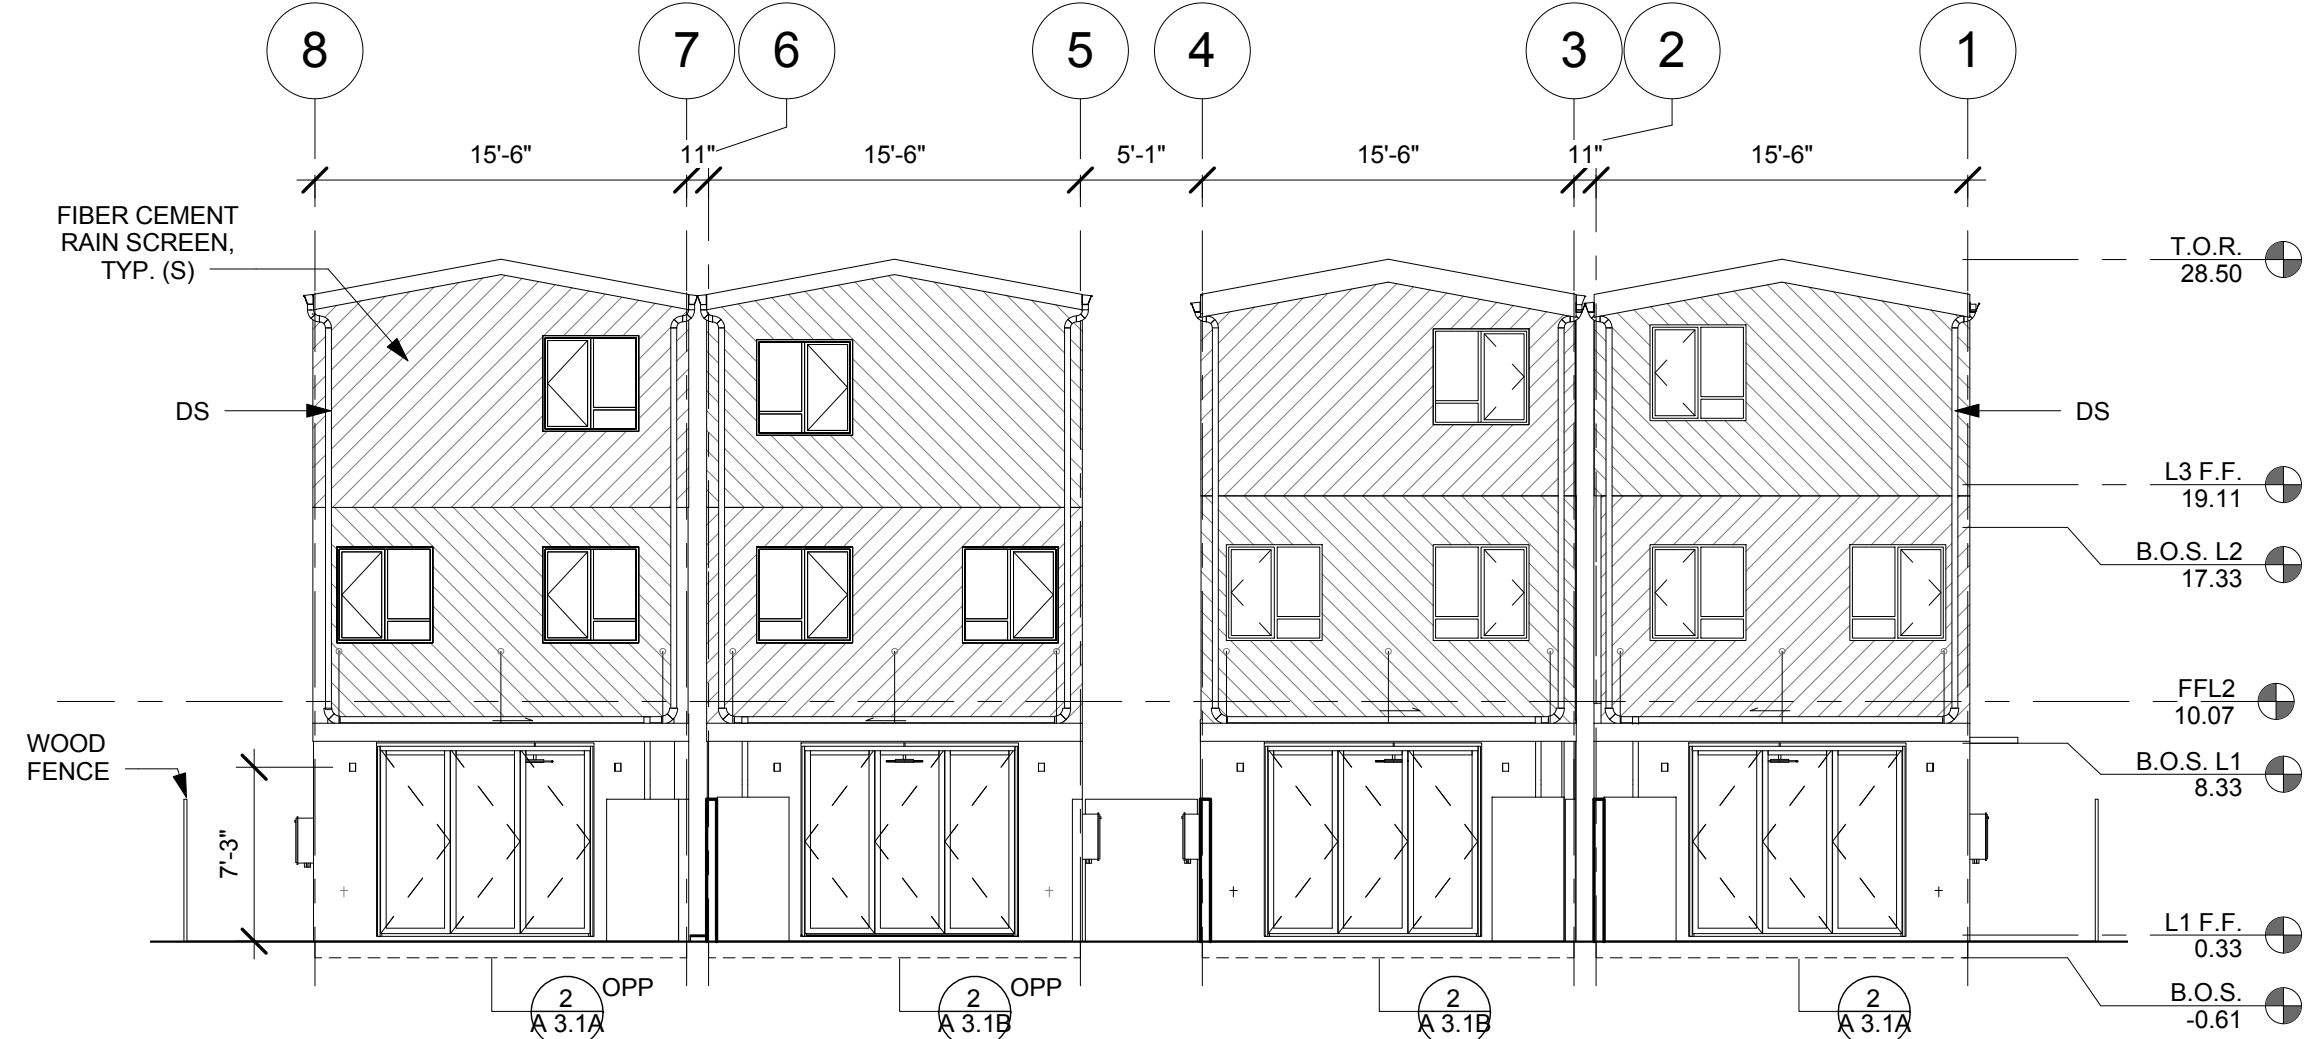 8
7
6
5
4
3
2
1
15'-6"
11"
15'-6"
5'-1"
15'-6"
11"
15'-6"
FIBER CEMENT
RAIN SCREEN,
TYP. (S)
T.O.R.
28.50
DS
DS
L3 F.F.
19.11
B.O.S. L2
17.33
FFL2
10.07
WOOD
FENCE
B.O.S. L1
8.33
7'-3"
L1 F.F.
0.33
2
A 3.1A
OPP
2
A 3.1B
OPP
2
A 3.1B
2
A 3.1A
B.O.S.
-0.61